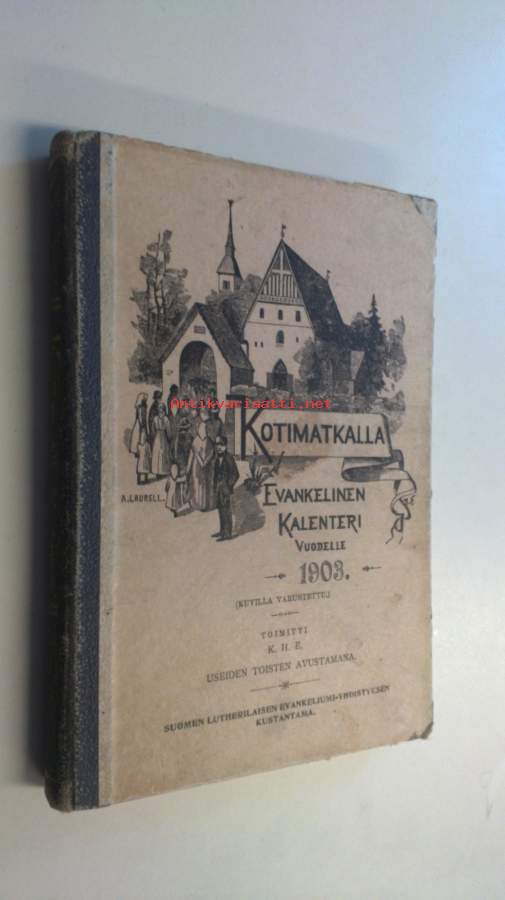 Antikvariaatti.net
KOTIMATKALLA
A. LAURELL.
EVANKELINEN
KALENTERI
VUODELLE
1903.
(KUVILLA VARUSTETTU.)
TOIMITTI
K. H. E.
USEIDEN TOISTEN AVUSTAMANA.
SUOMEN LUTHERILAISEN EVANKELIUMI-YHDISTYKSEN
KUSTANTAMA.